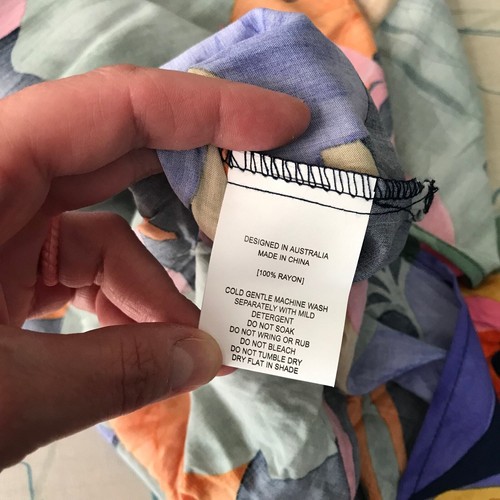 DESIGNED IN AUSTRALIA
MADE IN CHINA
[100% RAYON]
COLD GENTLE MACHINE WASH
SEPARATELY WITH MILD
DETERGENT
DO NOT SOAK
DO NOT WRING OR RUB
DO NOT BLEACH
DO NOT TUMBLE DRY
DRY FLAT IN SHADE